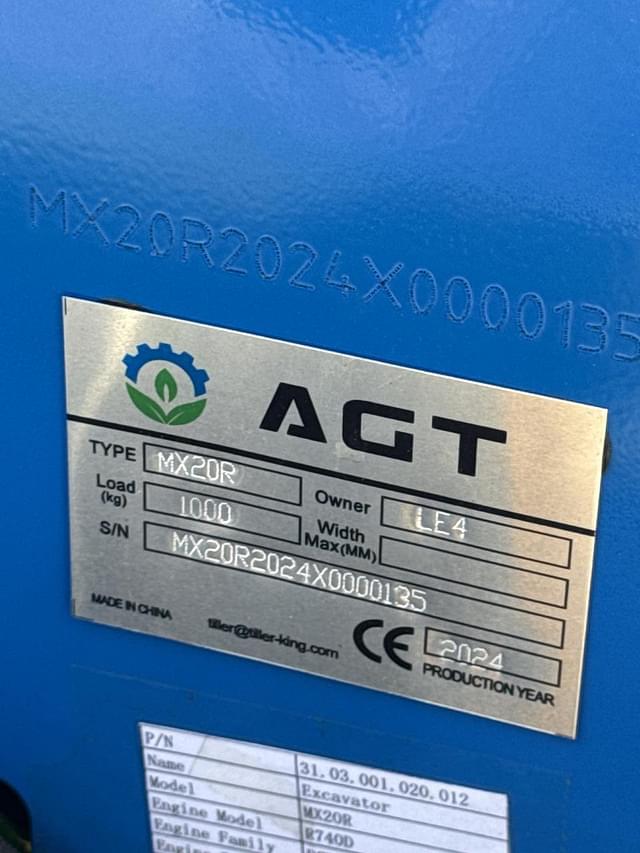 MX20R2024X0000135
AGT
TYPE MX20R Owner LE4
Load (kg) 1000 Width Max(MM)
S/N MX20R2024X0000135
MADE IN CHINA tiller@tiller-king.com CE 2024
PRODUCTION YEAR
P/N 31.03.001.020.012
Name Excavator
Model MX20R
Engine Model R740D
Engine Family